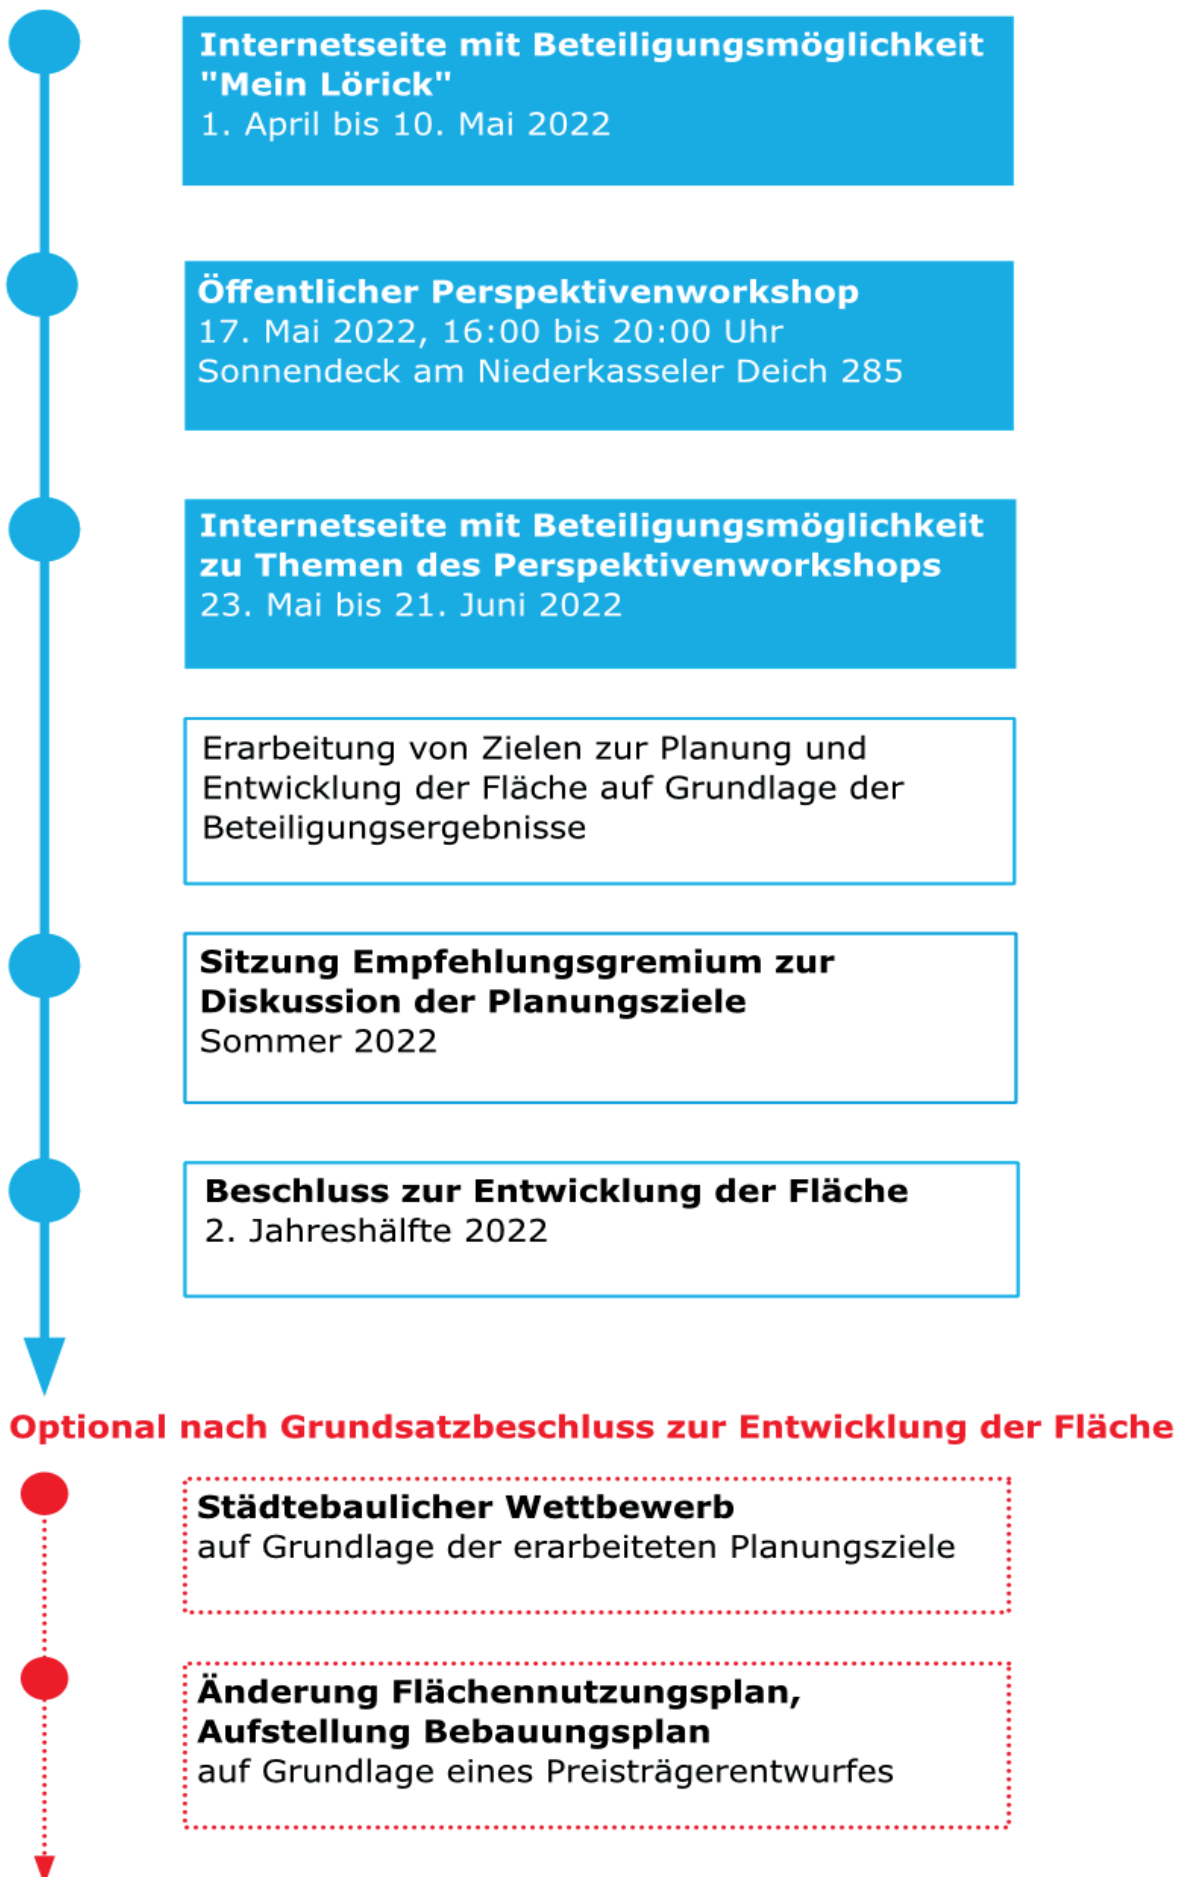 Internetseite mit Beteiligungsmöglichkeit
"Mein Lörick"
1. April bis 10. Mai 2022
Öffentlicher Perspektivenworkshop
17. Mai 2022, 16:00 bis 20:00 Uhr
Sonnendeck am Niederkasseler Deich 285
Internetseite mit Beteiligungsmöglichkeit
zu Themen des Perspektivenworkshops
23. Mai bis 21. Juni 2022
Erarbeitung von Zielen zur Planung und
Entwicklung der Fläche auf Grundlage der
Beteiligungsergebnisse
Sitzung Empfehlungsgremium zur
Diskussion der Planungsziele
Sommer 2022
Beschluss zur Entwicklung der Fläche
2. Jahreshälfte 2022
Optional nach Grundsatzbeschluss zur Entwicklung der Fläche
Städtebaulicher Wettbewerb
auf Grundlage der erarbeiteten Planungsziele
Änderung Flächennutzungsplan,
Aufstellung Bebauungsplan
auf Grundlage eines Preisträgerentwurfes